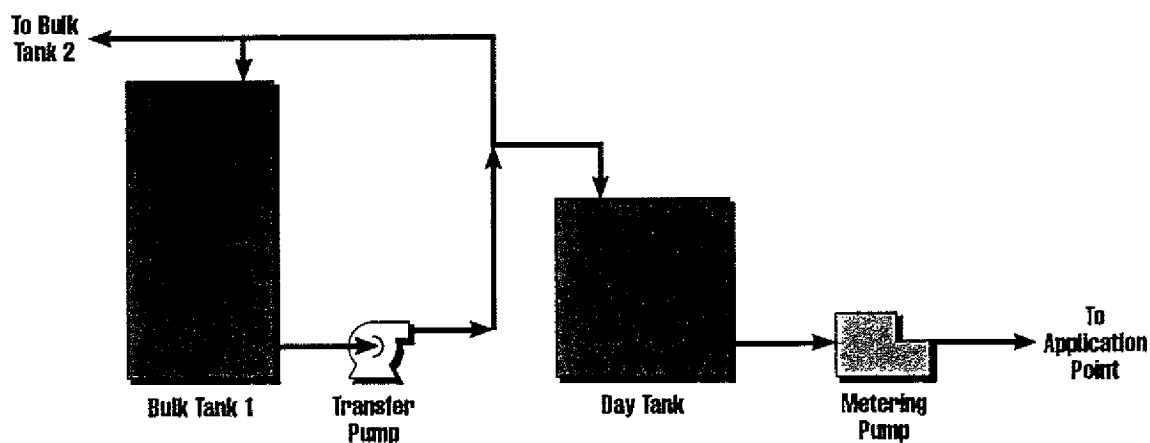 To Bulk
Tank 2
Bulk Tank 1
Transfer
Pump
Day Tank
Metering
Pump
To
Application
Point